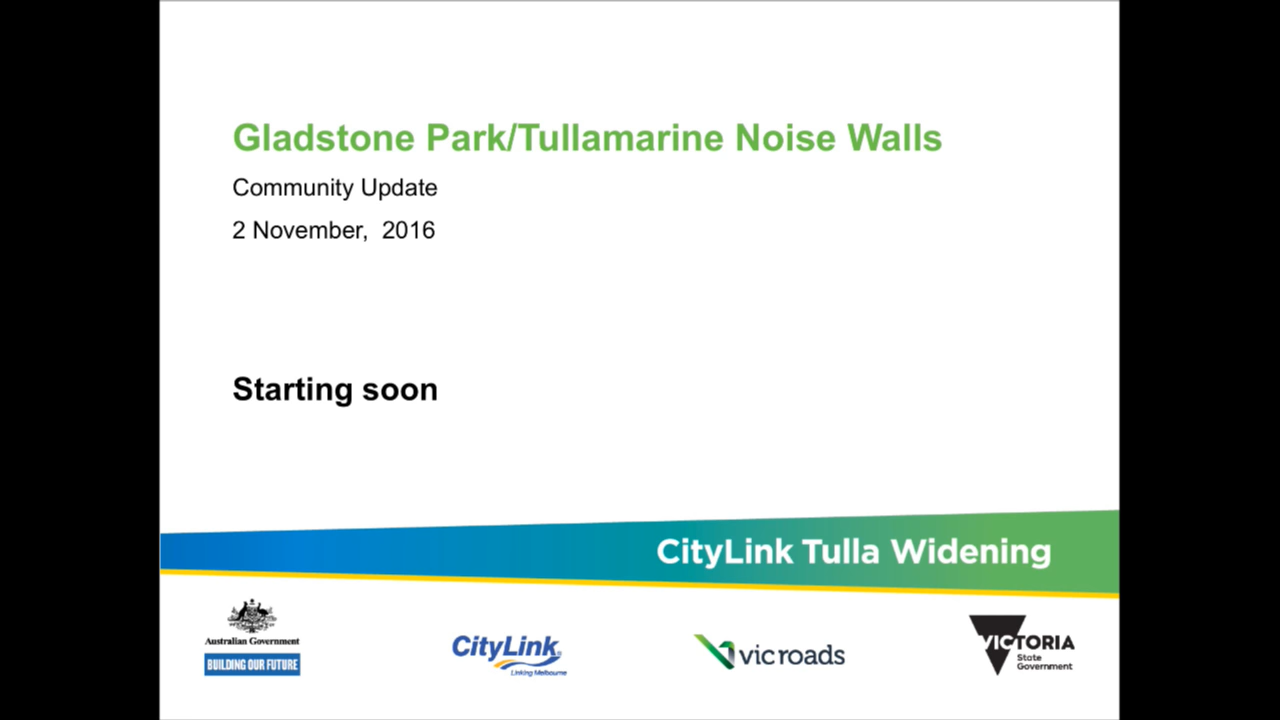 Gladstone Park/Tullamarine Noise Walls
Community Update
2 November,  2016
Starting soon
CityLink Tulla Widening
Australian Government
BUILDING OUR FUTURE
CityLink
Linking Melbourne
vicroads
VICTORIA
State
Government